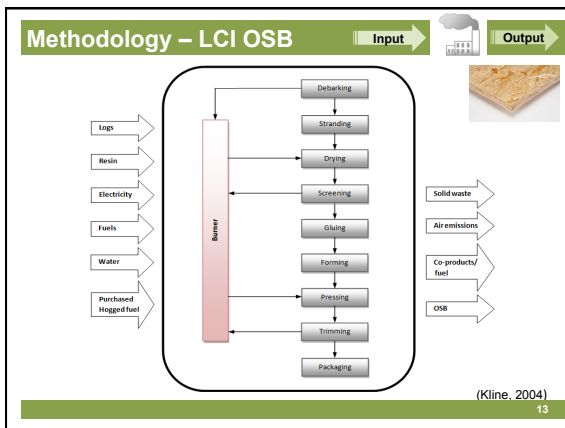 Methodology – LCI OSB
Input
Output
Logs
Resin
Electricity
Fuels
Water
Purchased
Hogged fuel
Burner
Debarking
Stranding
Drying
Screening
Gluing
Forming
Pressing
Trimming
Packaging
Solid waste
Air emissions
Co-products/
fuel
OSB
(Kline, 2004)
13